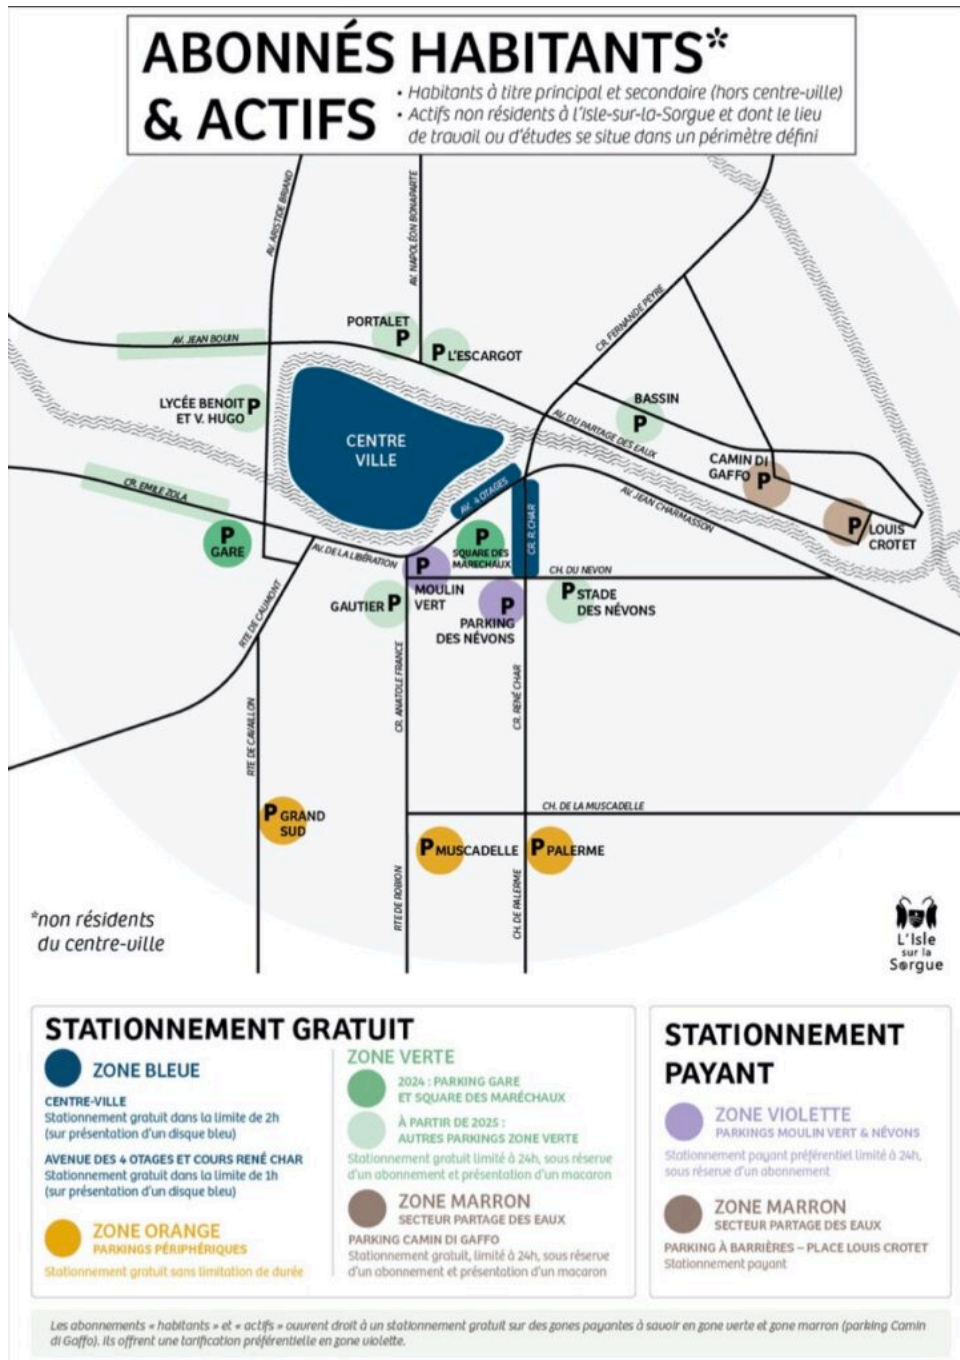 ABONNÉS HABITANTS*
& ACTIFS
• Habitants à titre principal et secondaire (hors centre-ville)
• Actifs non résidents à l'Isle-sur-la-Sorgue et dont le lieu
de travail ou d'études se situe dans un périmètre défini
AV. ARISTIDE BRIAND
AV. NAPOLÉON BONAPARTE
CR. FERNANDE PEYRE
PORTALET
P
P L'ESCARGOT
AV. JEAN BOUIN
LYCÉE BENOIT
ET V. HUGO P
CENTRE
VILLE
BASSIN
P
AV. DU PARTAGE DES EAUX
CAMIN DI
GAFFO P
P LOUIS
CROTET
AV. JEAN CHARMASSON
AV. 4 OTAGES
CR. R. CHAR
CR. EMILE ZOLA
P
GARE
AV. DE LA LIBÉRATION
P
SQUARE DES
MARÉCHAUX
P
MOULIN
VERT
CH. DU NEVON
GAUTIER P
P
PARKING
DES NÉVONS
P STADE
DES NÉVONS
RTE DE CAUMONT
RTE DE CAVAILLON
CR. ANATOLE FRANCE
CR. RENÉ CHAR
CH. DE LA MUSCADELLE
P GRAND
SUD
P MUSCADELLE
P PALERME
RTE DE ROBION
CH. DE PALERME
*non résidents
du centre-ville
L'Isle
sur la
Sorgue
STATIONNEMENT GRATUIT
ZONE BLEUE
CENTRE-VILLE
Stationnement gratuit dans la limite de 2h
(sur présentation d'un disque bleu)
AVENUE DES 4 OTAGES ET COURS RENÉ CHAR
Stationnement gratuit dans la limite de 1h
(sur présentation d'un disque bleu)
ZONE ORANGE
PARKINGS PÉRIPHÉRIQUES
Stationnement gratuit sans limitation de durée
ZONE VERTE
2024 : PARKING GARE
ET SQUARE DES MARÉCHAUX
À PARTIR DE 2025 :
AUTRES PARKINGS ZONE VERTE
Stationnement gratuit limité à 24h, sous réserve
d'un abonnement et présentation d'un macaron
ZONE MARRON
SECTEUR PARTAGE DES EAUX
PARKING CAMIN DI GAFFO
Stationnement gratuit, limité à 24h, sous réserve
d'un abonnement et présentation d'un macaron
STATIONNEMENT
PAYANT
ZONE VIOLETTE
PARKINGS MOULIN VERT & NÉVONS
Stationnement payant préférentiel limité à 24h,
sous réserve d'un abonnement
ZONE MARRON
SECTEUR PARTAGE DES EAUX
PARKING À BARRIÈRES – PLACE LOUIS CROTET
Stationnement payant
Les abonnements « habitants » et « actifs » ouvrent droit à un stationnement gratuit sur des zones payantes à savoir en zone verte et zone marron (parking Camin
di Gaffo). Ils offrent une tarification préférentielle en zone violette.